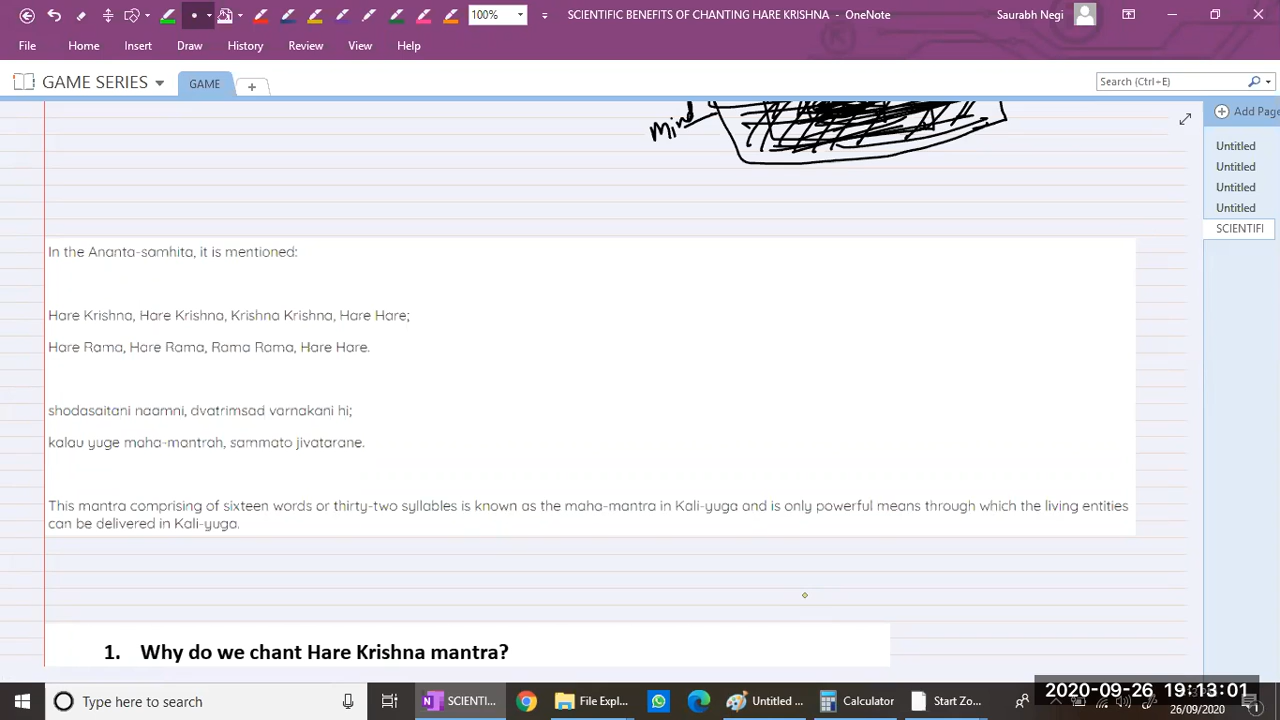 SCIENTIFIC BENEFITS OF CHANTING HARE KRISHNA - OneNote
100%
Saurabh Negi
File Home Insert Draw History Review View Help
GAME SERIES
GAME
Search (Ctrl+E)
Add Page
Untitled
Untitled
Untitled
Untitled
SCIENTIFI
Mind
In the Ananta-samhita, it is mentioned:
Hare Krishna, Hare Krishna, Krishna Krishna, Hare Hare;
Hare Rama, Hare Rama, Rama Rama, Hare Hare.
shodasaitani naamni, dvatrimsad varnakani hi;
kalau yuge maha-mantrah, sammato jivatarane.
This mantra comprising of sixteen words or thirty-two syllables is known as the maha-mantra in Kali-yuga and is only powerful means through which the living entities
can be delivered in Kali-yuga.
1. Why do we chant Hare Krishna mantra?
Type here to search
SCIENTI...
File Expl...
Untitled ...
Calculator
Start Zo...
2020-09-26 19:13:01
26/09/2020